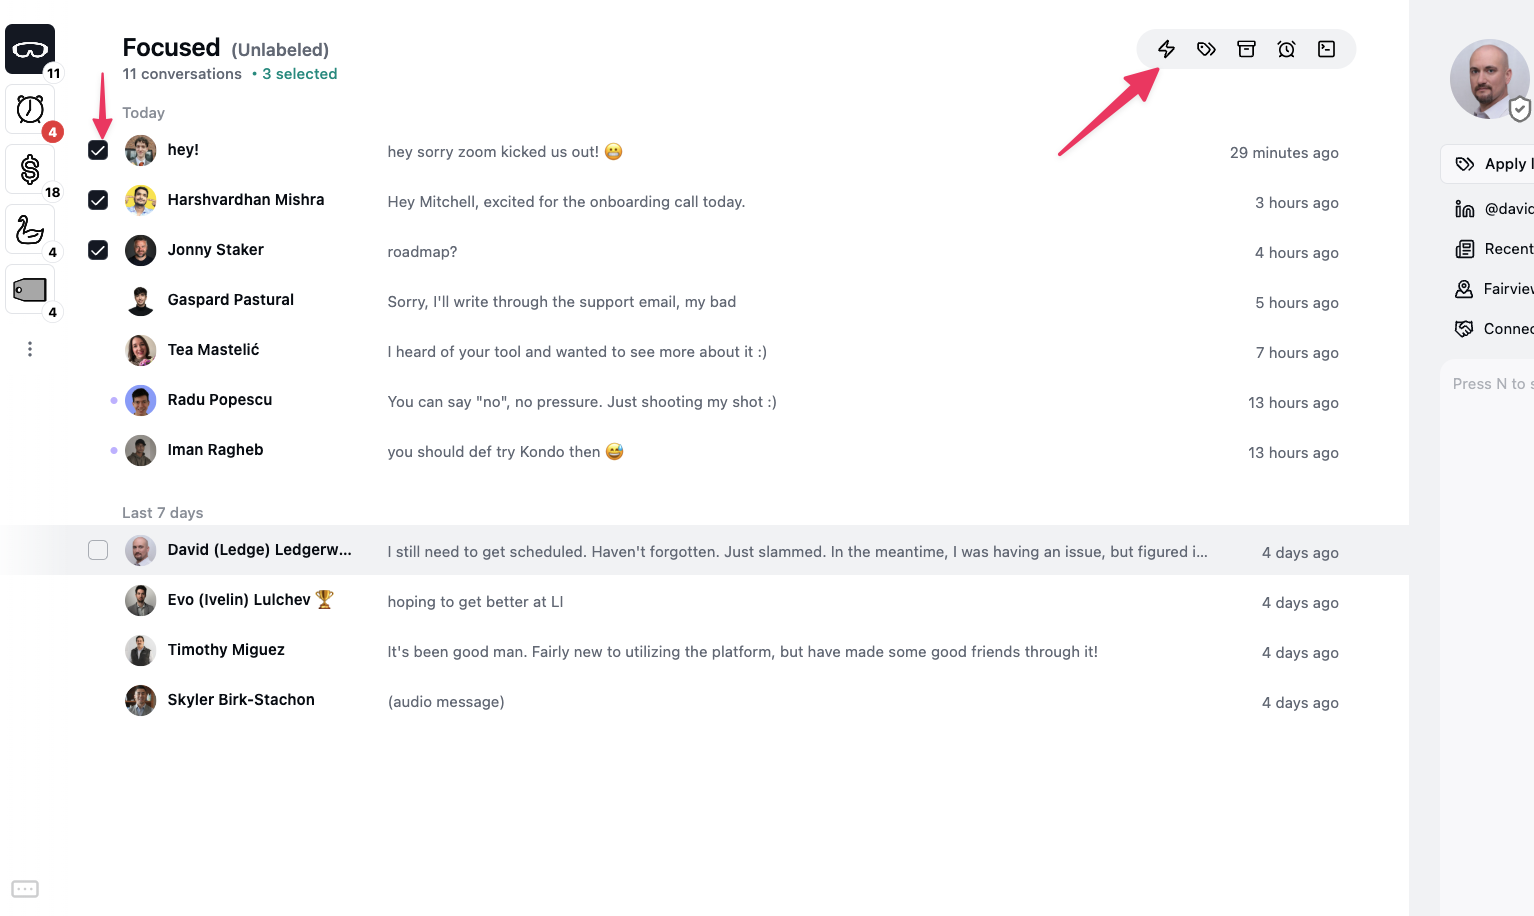 Focused (Unlabeled)
11 conversations • 3 selected
11
4
18
4
4
Today
hey! hey sorry zoom kicked us out! 😬 29 minutes ago
Harshvardhan Mishra Hey Mitchell, excited for the onboarding call today. 3 hours ago
Jonny Staker roadmap? 4 hours ago
Gaspard Pastural Sorry, I'll write through the support email, my bad 5 hours ago
Tea Mastelić I heard of your tool and wanted to see more about it :) 7 hours ago
Radu Popescu You can say "no", no pressure. Just shooting my shot :) 13 hours ago
Iman Ragheb you should def try Kondo then 😅 13 hours ago
Last 7 days
David (Ledge) Ledgerw... I still need to get scheduled. Haven't forgotten. Just slammed. In the meantime, I was having an issue, but figured i... 4 days ago
Evo (Ivelin) Lulchev 🏆 hoping to get better at LI 4 days ago
Timothy Miguez It's been good man. Fairly new to utilizing the platform, but have made some good friends through it! 4 days ago
Skyler Birk-Stachon (audio message) 4 days ago
Apply
@david
Recent
Fairview
Connec
Press N to s